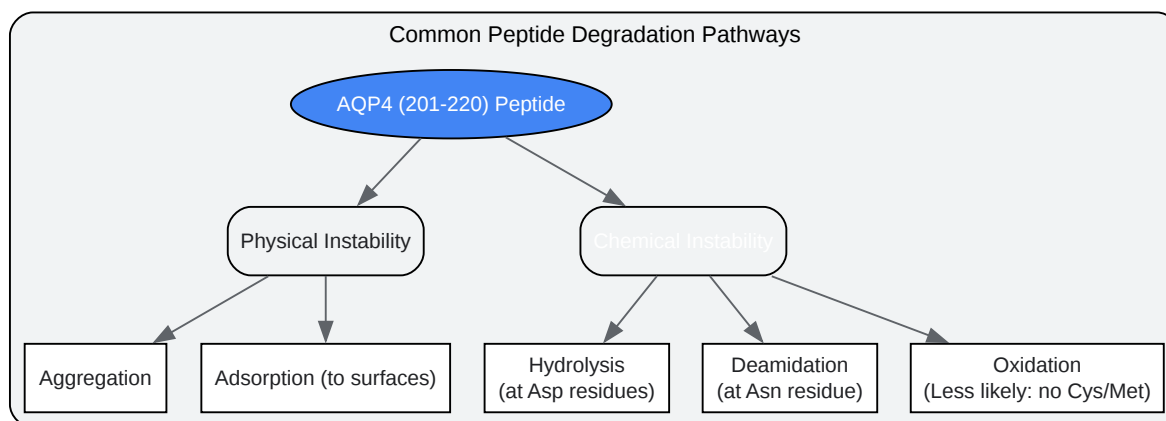 Common Peptide Degradation Pathways
AQP4 (201-220) Peptide
Physical Instability
Chemical Instability
Aggregation
Adsorption (to surfaces)
Hydrolysis
(at Asp residues)
Deamidation
(at Asn residue)
Oxidation
(Less likely: no Cys/Met)